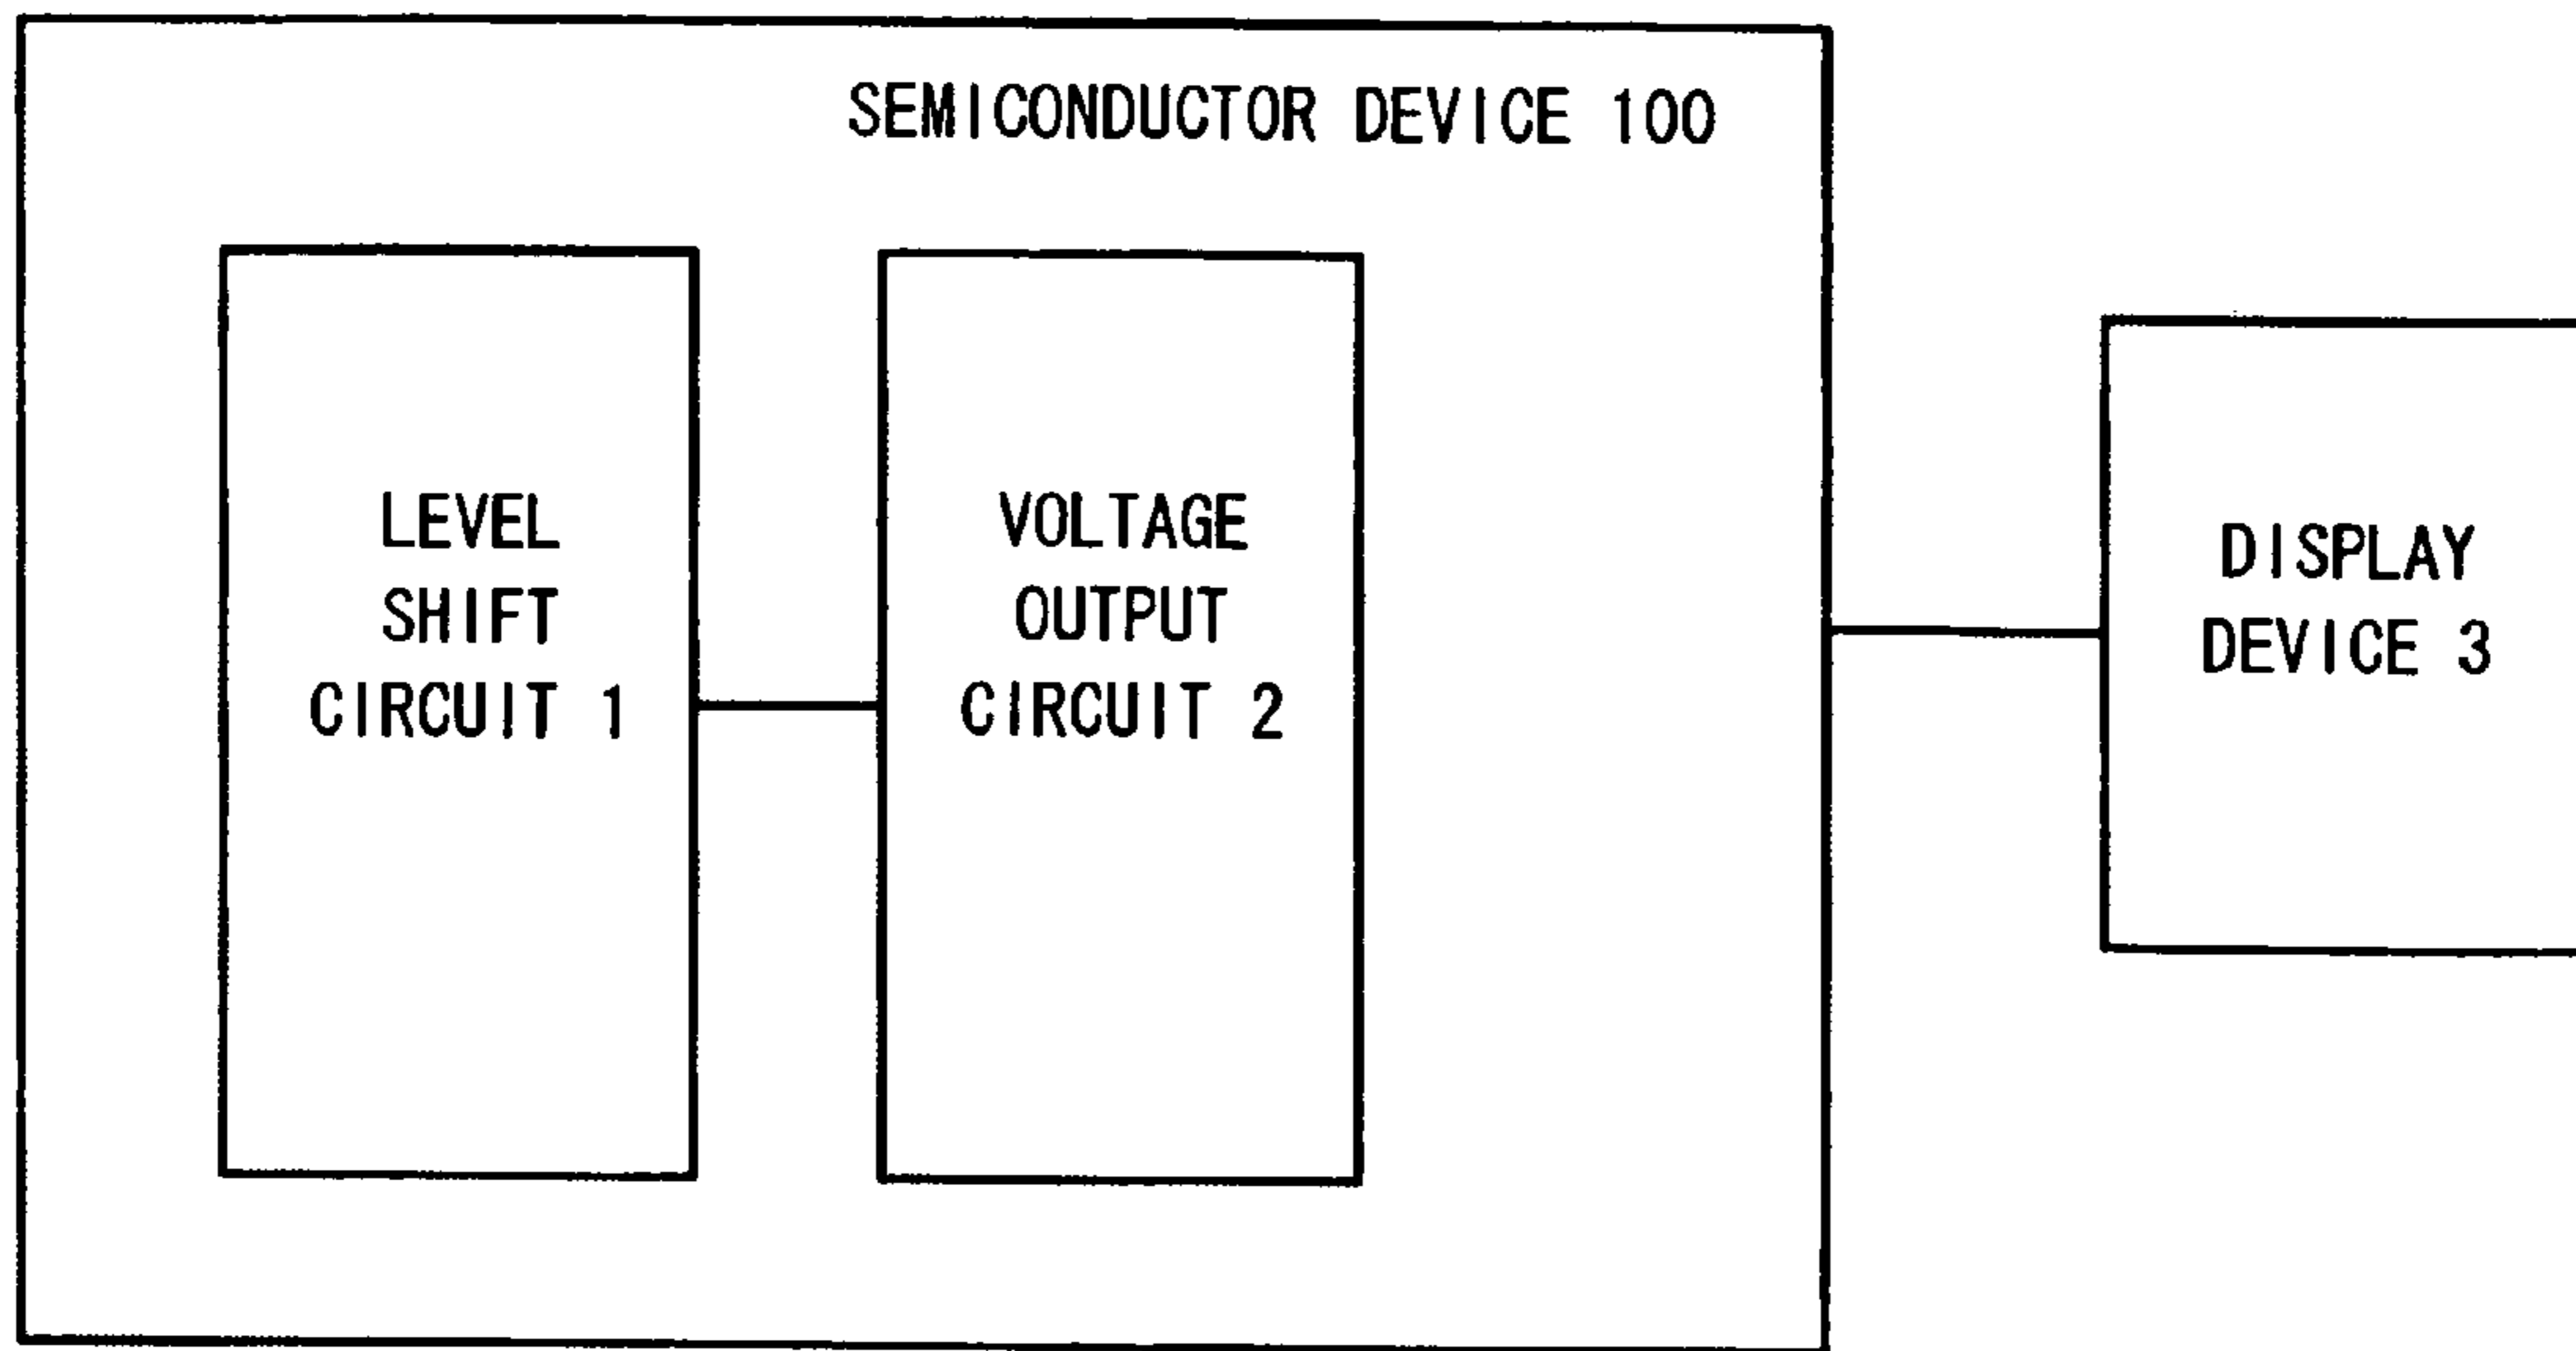 SEMICONDUCTOR DEVICE 100
LEVEL
SHIFT
CIRCUIT 1
VOLTAGE
OUTPUT
CIRCUIT 2
DISPLAY
DEVICE 3